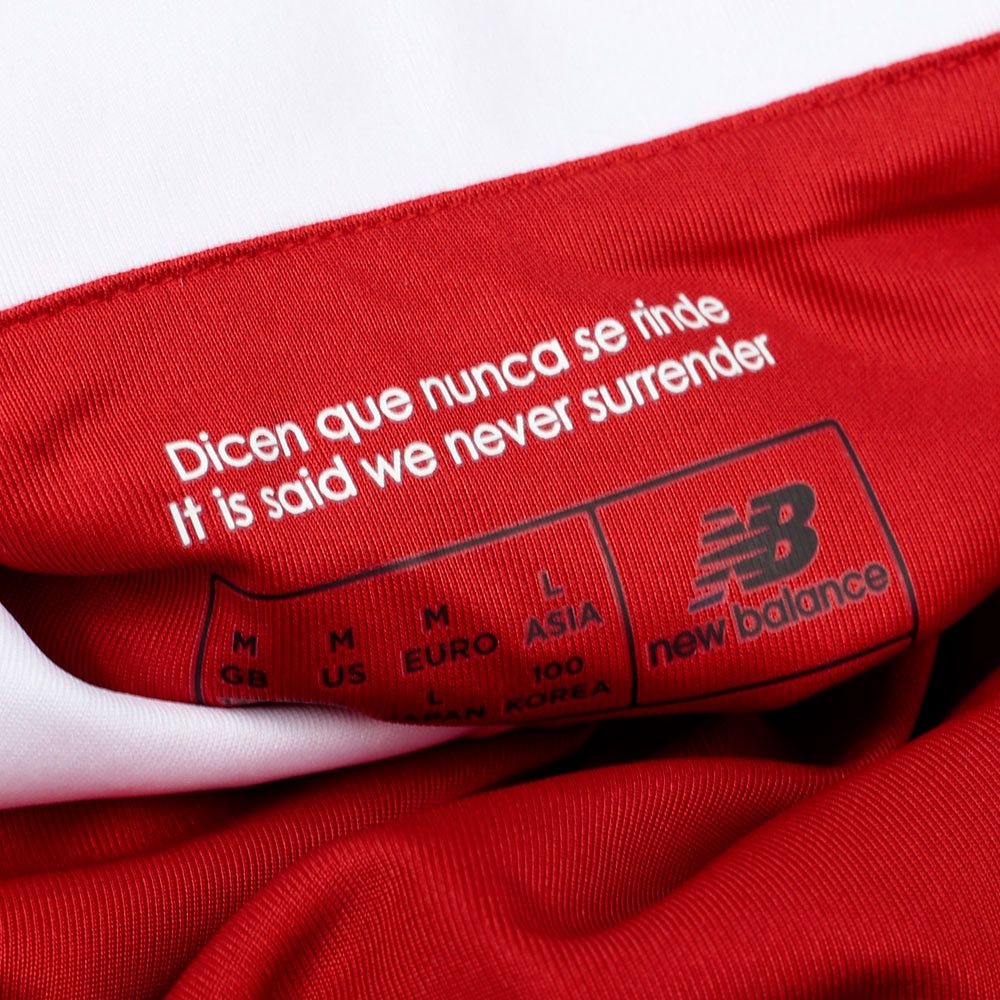 Dicen que nunca se rinde
It is said we never surrender
M M M L
GB US EURO ASIA
L 100
KOREA
NB
new balance